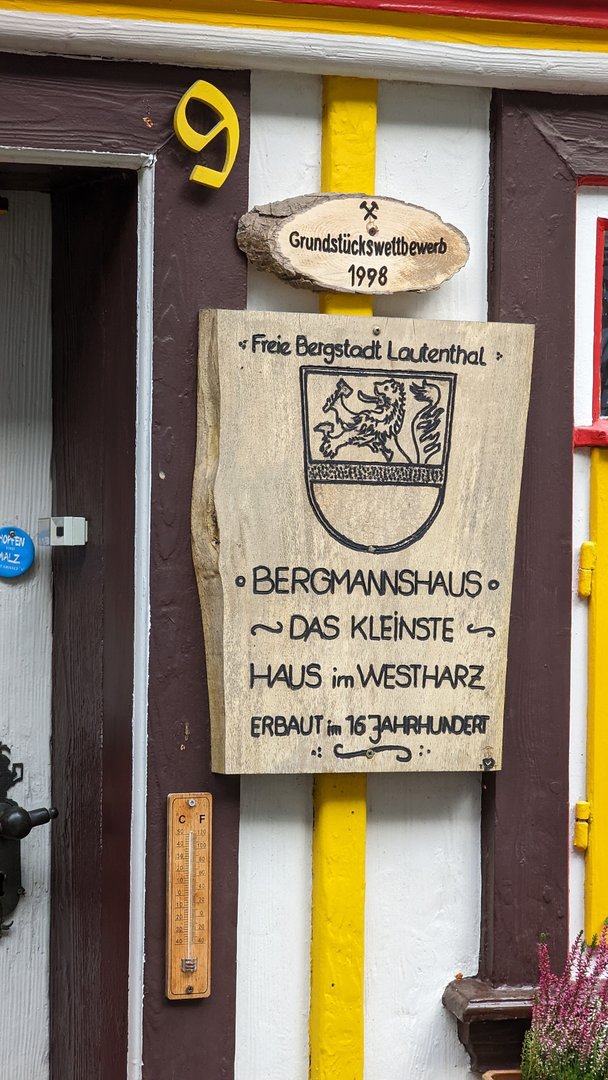 9
Grundstückswettbewerb
1998
Freie Bergstadt Lautenthal
BERGMANNSHAUS
DAS KLEINSTE
HAUS im WESTHARZ
ERBAUT im 16 JAHRHUNDERT
MALZ
C F